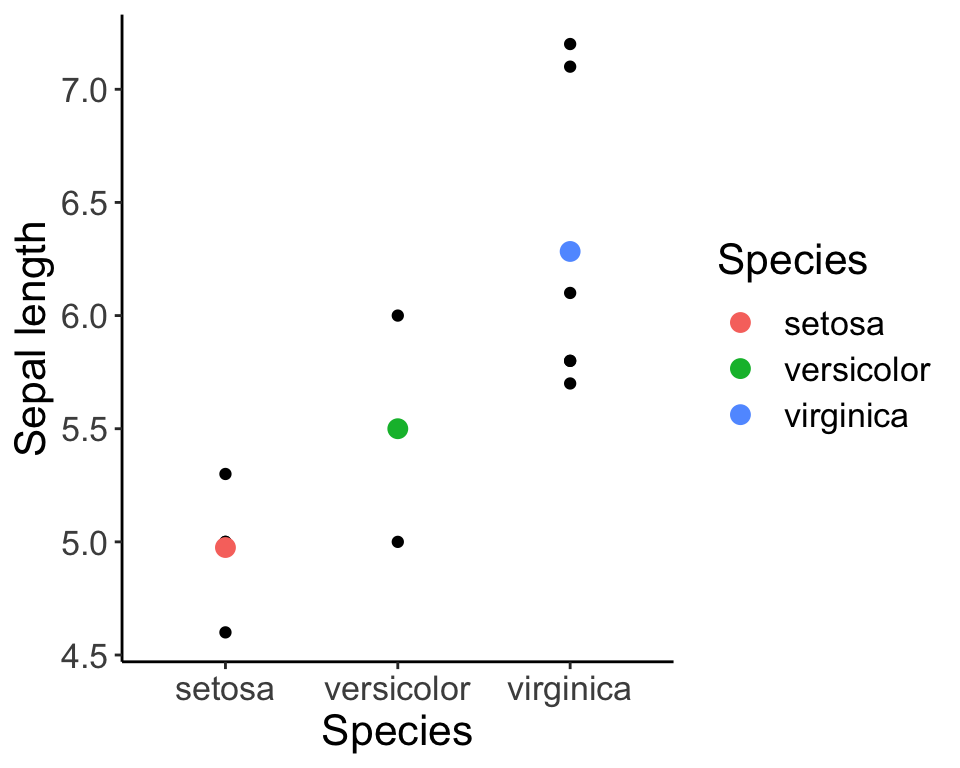 7.0
6.5
6.0
5.5
5.0
4.5
Sepal length
setosa versicolor virginica
Species
Species
setosa
versicolor
virginica